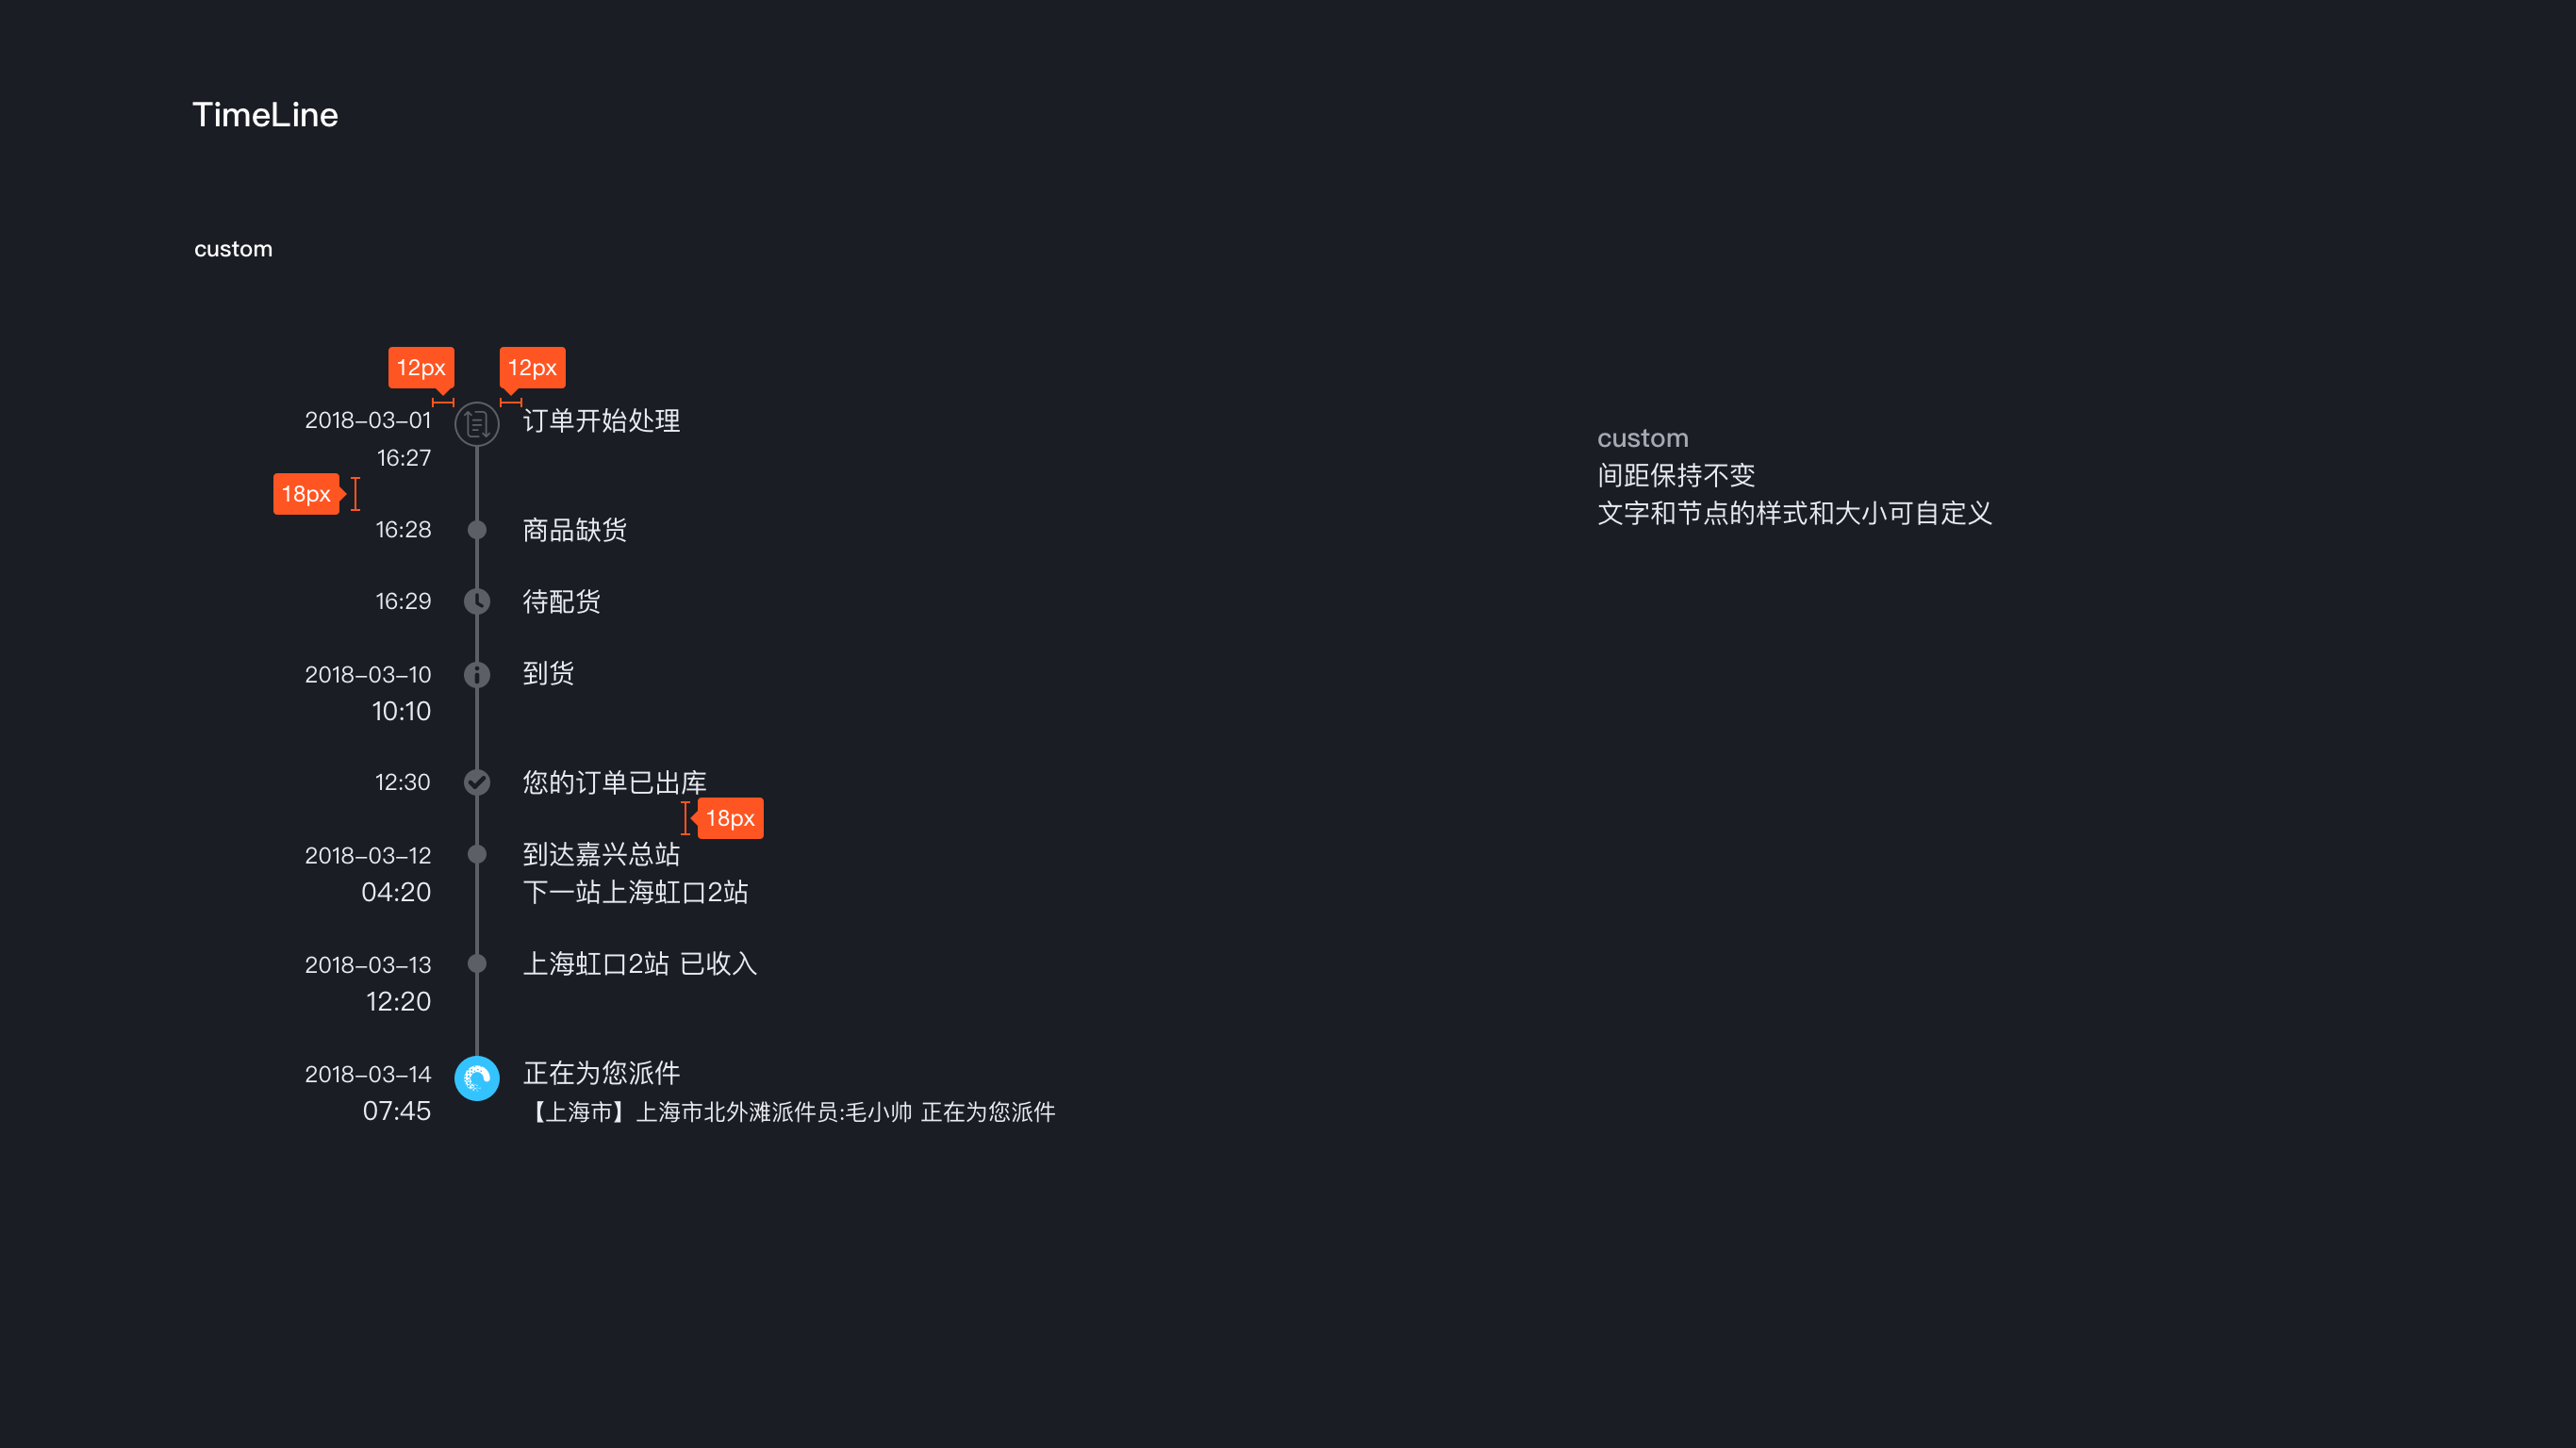 TimeLine
custom
12px
12px
2018-03-01
订单开始处理
16:27
18px
16:28
商品缺货
16:29
待配货
2018-03-10
到货
10:10
12:30
您的订单已出库
18px
2018-03-12
到达嘉兴总站
04:20
下一站上海虹口2站
2018-03-13
上海虹口2站 已收入
12:20
2018-03-14
正在为您派件
07:45
【上海市】上海市北外滩派件员:毛小帅 正在为您派件
custom
间距保持不变
文字和节点的样式和大小可自定义